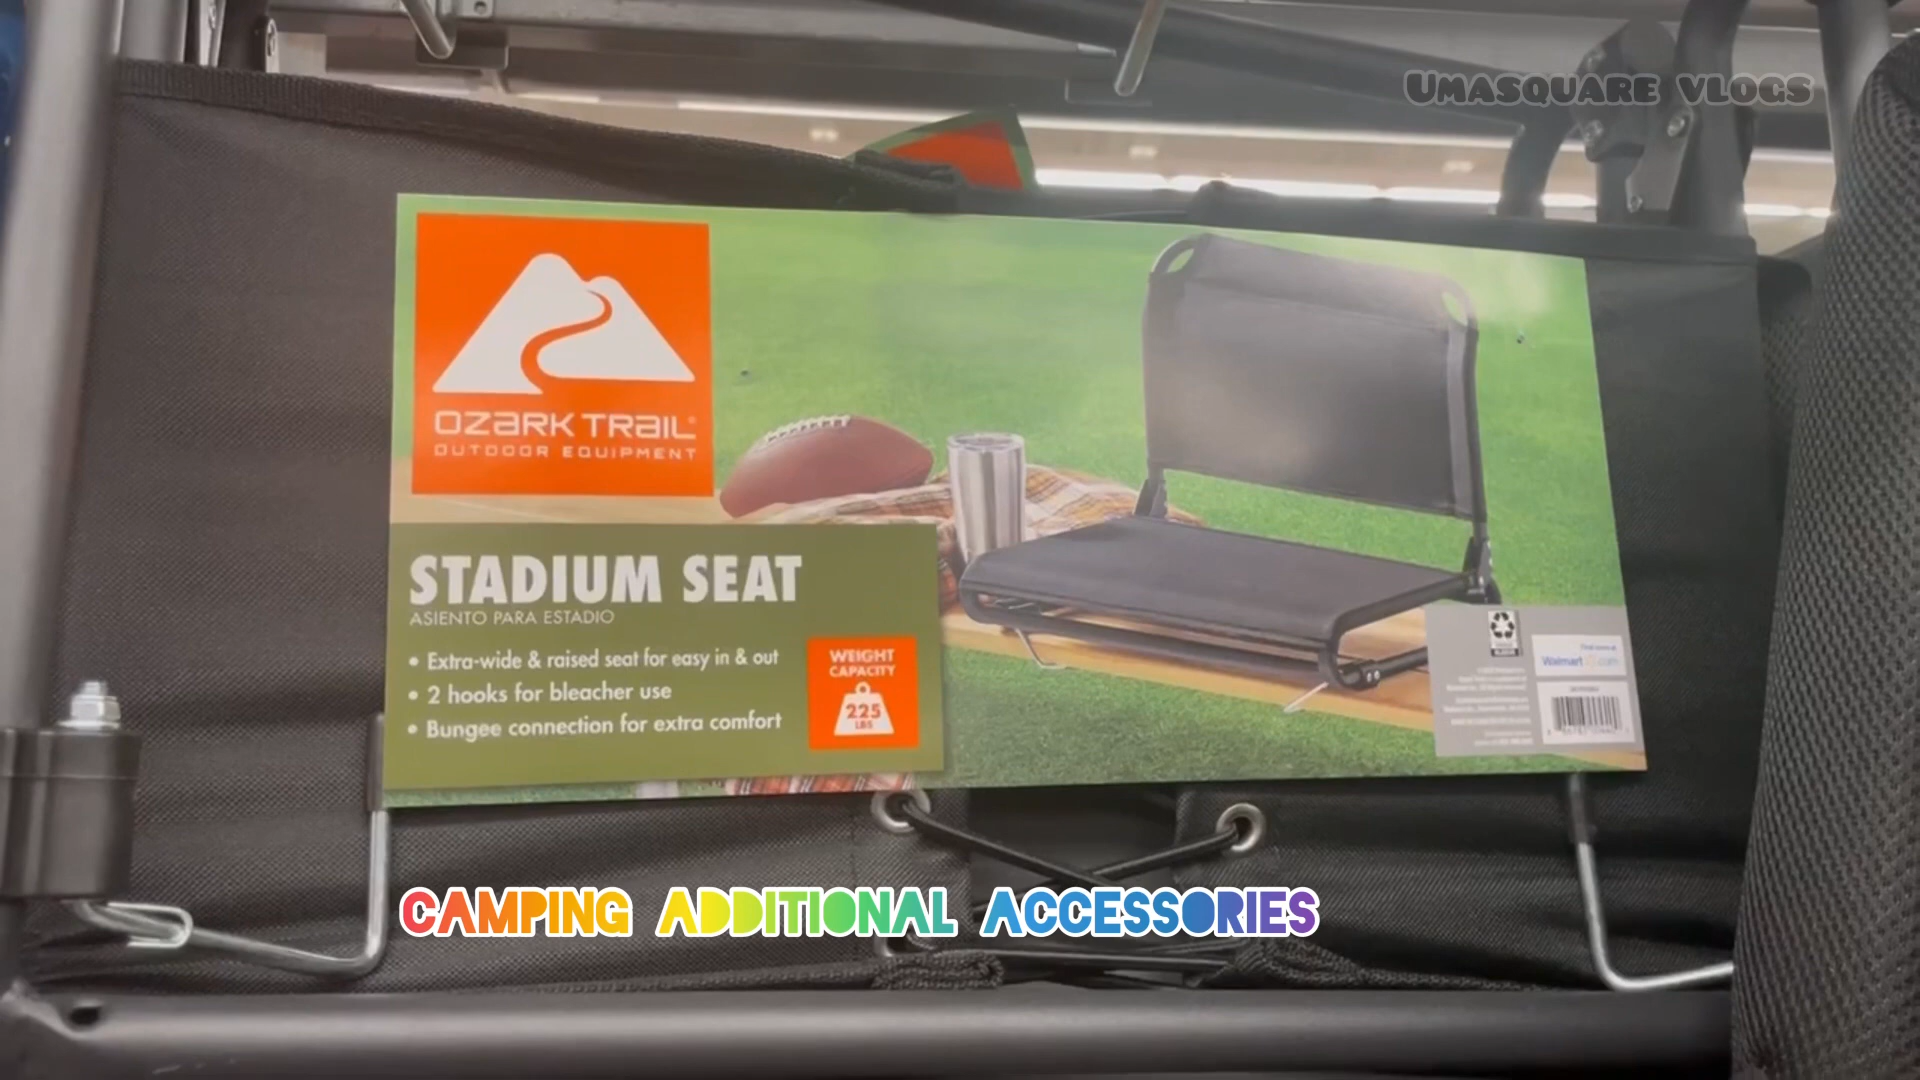 Umasquare vlogs
OZARK TRAIL
OUTDOOR EQUIPMENT
STADIUM SEAT
ASIENTO PARA ESTADIO
• Extra-wide & raised seat for easy in & out
• 2 hooks for bleacher use
• Bungee connection for extra comfort
WEIGHT
CAPACITY
225
LBS
Walmart.com
CAMPING ADDITIONAL ACCESSORIES